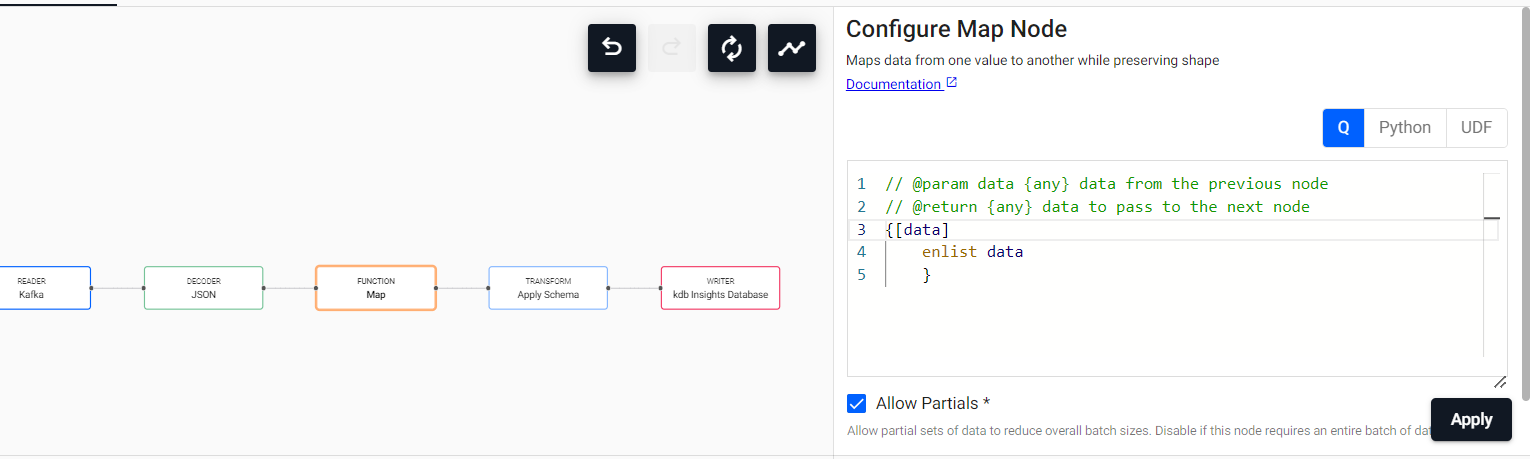 Configure Map Node
Maps data from one value to another while preserving shape
Documentation
Q Python UDF
1 // @param data {any} data from the previous node
2 // @return {any} data to pass to the next node
3 {[data]
4 enlist data
5 }
READER
Kafka
DECODER
JSON
FUNCTION
Map
TRANSFORM
Apply Schema
WRITER
kdb Insights Database
Allow Partials *
Allow partial sets of data to reduce overall batch sizes. Disable if this node requires an entire batch of
Apply